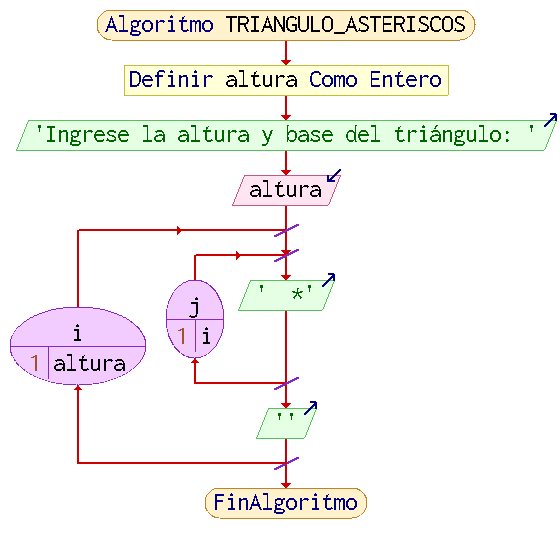 Algoritmo TRIANGULO_ASTERISCOS
Definir altura Como Entero
'Ingrese la altura y base del triángulo: '
altura
j
'  *'
1 i
i
1 altura
''
FinAlgoritmo